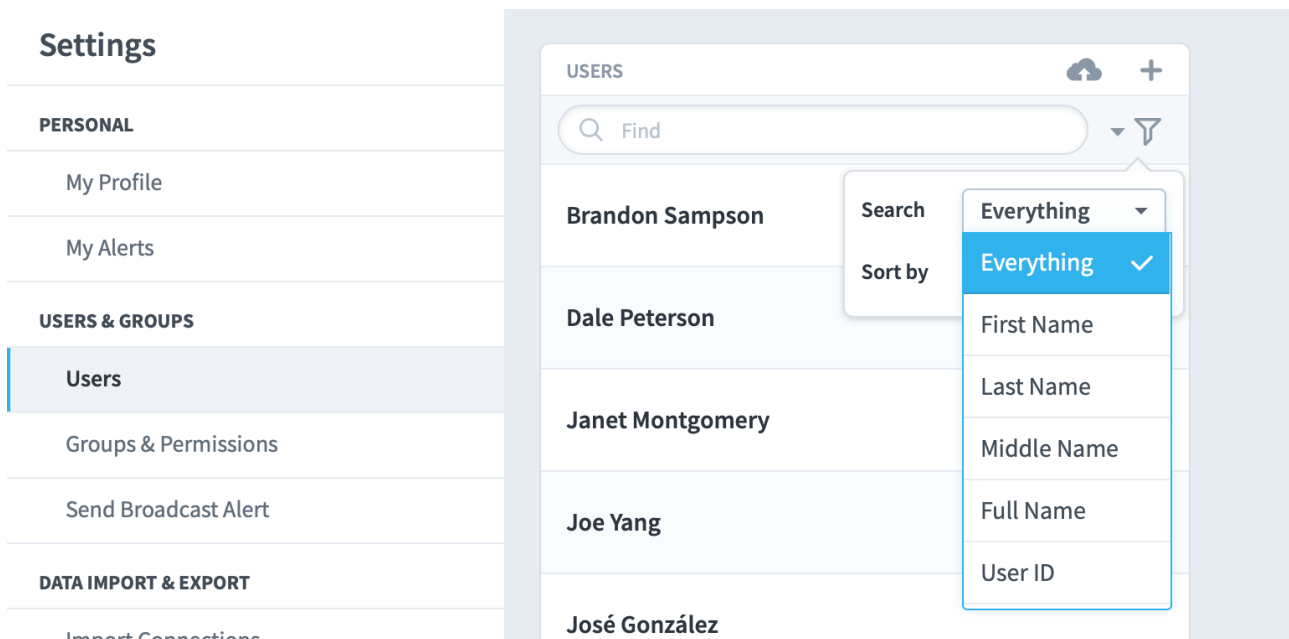 Settings
PERSONAL
My Profile
My Alerts
USERS & GROUPS
Users
Groups & Permissions
Send Broadcast Alert
DATA IMPORT & EXPORT
Import Connections
USERS
Find
Brandon Sampson
Dale Peterson
Janet Montgomery
Joe Yang
José González
Search
Everything
Sort by
Everything
First Name
Last Name
Middle Name
Full Name
User ID